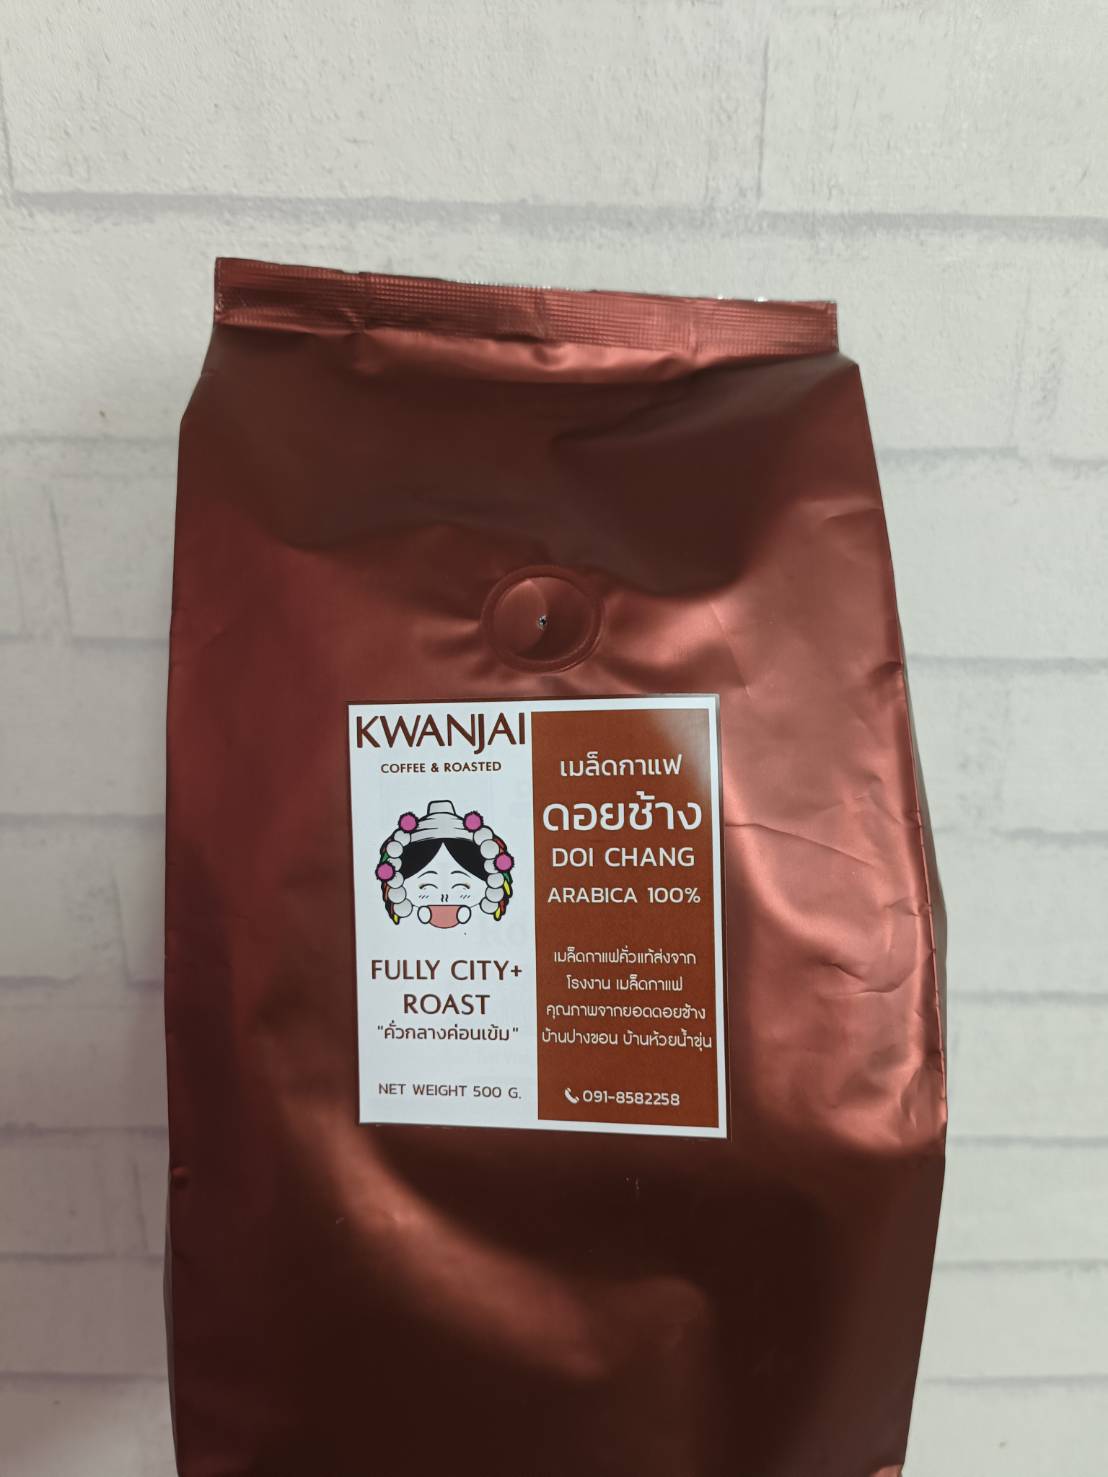 KWANJAI
COFFEE & ROASTED
FULLY CITY+
ROAST
"คั่วกลางค่อนเข้ม"
NET WEIGHT 500 G.
เมล็ดกาแฟ
ดอยช้าง
DOI CHANG
ARABICA 100%
เมล็ดกาแฟคั่วแท้ส่งจาก
โรงงาน เมล็ดกาแฟ
คุณภาพจากยอดดอยช้าง
บ้านปางขอน บ้านห้วยน้ำขุ่น
091-8582258